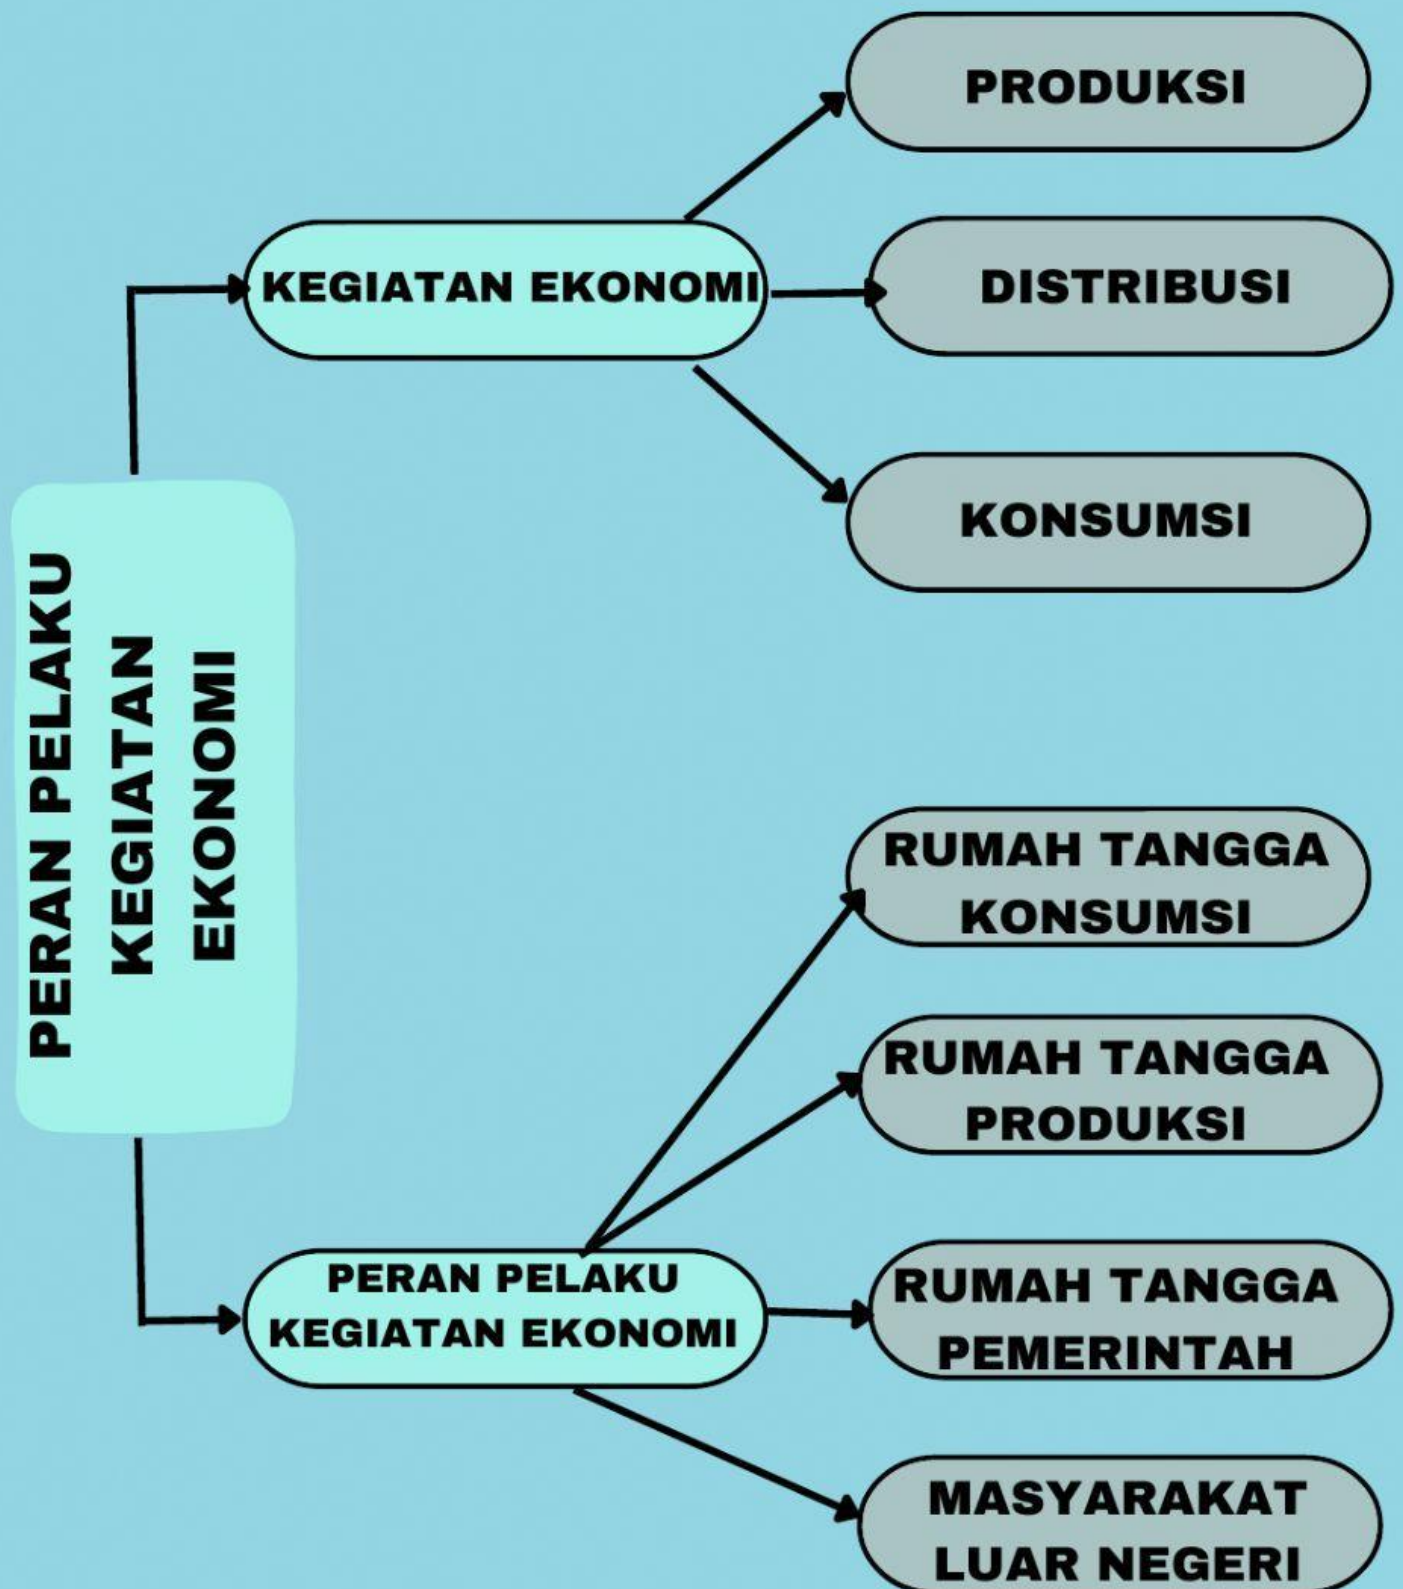 PERAN PELAKU
KEGIATAN
EKONOMI
KEGIATAN EKONOMI
PRODUKSI
DISTRIBUSI
KONSUMSI
PERAN PELAKU
KEGIATAN EKONOMI
RUMAH TANGGA
KONSUMSI
RUMAH TANGGA
PRODUKSI
RUMAH TANGGA
PEMERINTAH
MASYARAKAT
LUAR NEGERI